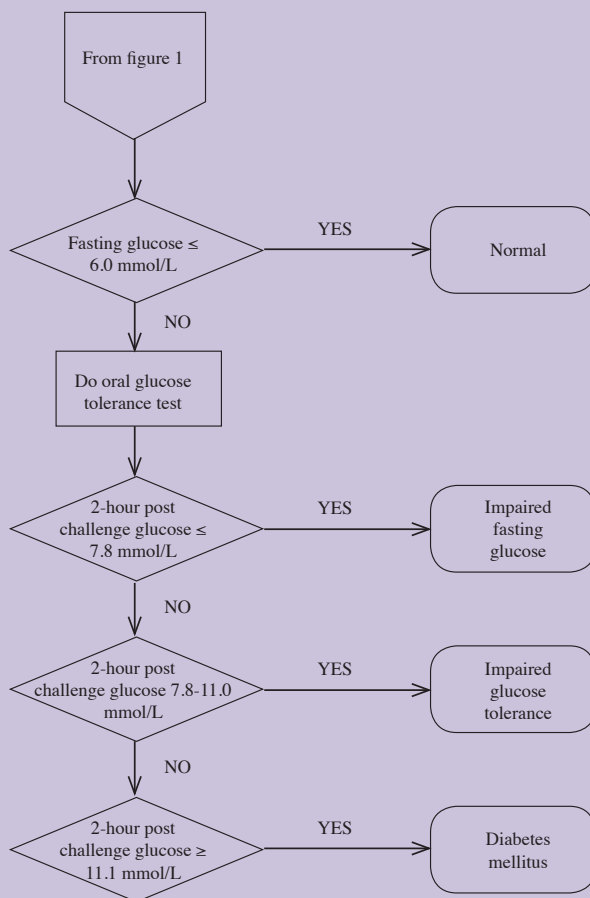 From figure 1
Fasting glucose ≤
6.0 mmol/L
YES
Normal
NO
Do oral glucose
tolerance test
2-hour post
challenge glucose ≤
7.8 mmol/L
YES
Impaired
fasting
glucose
NO
2-hour post
challenge glucose 7.8-11.0
mmol/L
YES
Impaired
glucose
tolerance
NO
2-hour post
challenge glucose ≥
11.1 mmol/L
YES
Diabetes
mellitus